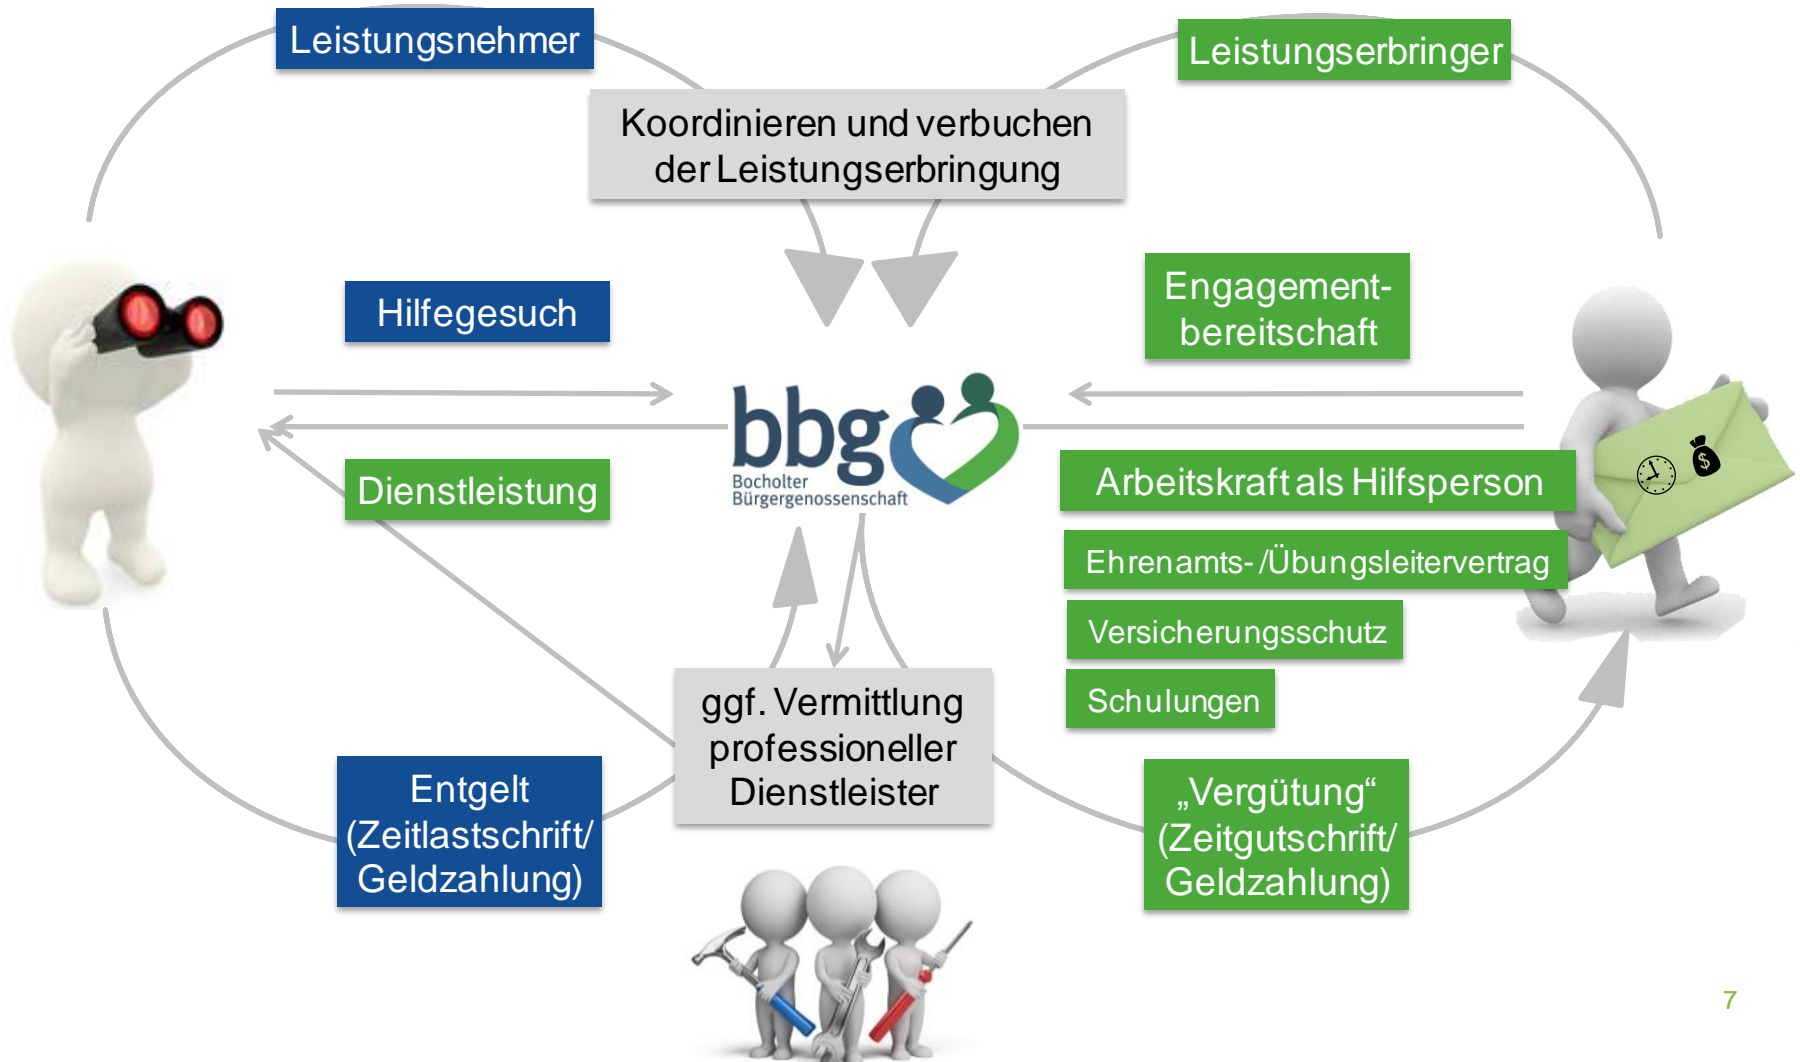 Leistungsnehmer
Leistungserbringer
Koordinieren und verbuchen
der Leistungserbringung
Hilfegesuch
Engagement-
bereitschaft
bbg
Bocholter
Bürgergenossenschaft
Dienstleistung
Arbeitskraft als Hilfsperson
Ehrenamts-/Übungsleitervertrag
Versicherungsschutz
Schulungen
ggf. Vermittlung
professioneller
Dienstleister
Entgelt
(Zeitlastschrift/
Geldzahlung)
„Vergütung“
(Zeitgutschrift/
Geldzahlung)
$
7